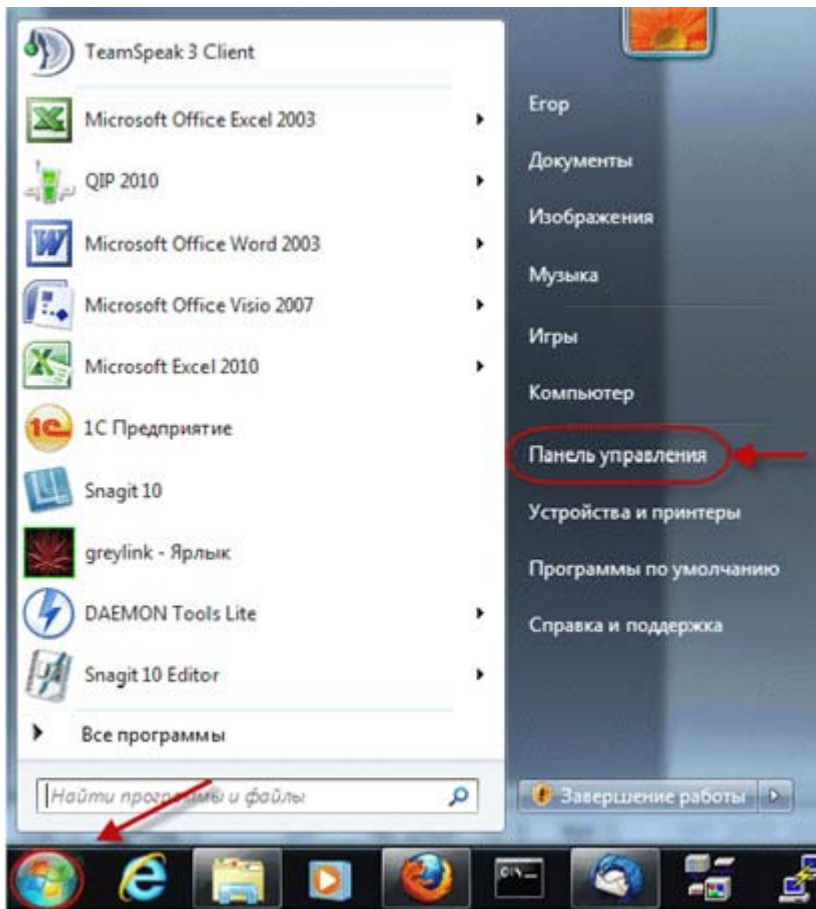 TeamSpeak 3 Client
Microsoft Office Excel 2003
QIP 2010
Microsoft Office Word 2003
Microsoft Office Visio 2007
Microsoft Excel 2010
1С Предприятие
Snagit 10
greylink - Ярлык
DAEMON Tools Lite
Snagit 10 Editor
Все программы
Найти программы и файлы
Егор
Документы
Изображения
Музыка
Игры
Компьютер
Панель управления
Устройства и принтеры
Программы по умолчанию
Справка и поддержка
Завершение работы